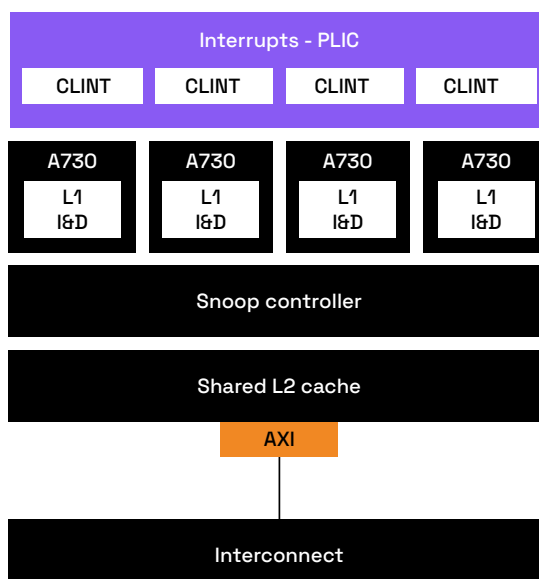 Interrupts - PLIC
CLINT CLINT CLINT CLINT
A730 A730 A730 A730
L1 L1 L1 L1
I&D I&D I&D I&D
Snoop controller
Shared L2 cache
AXI
Interconnect